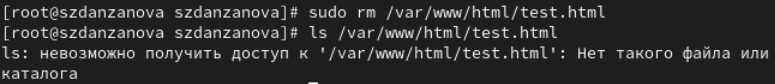 [root@szdanzanova szdanzanova]# sudo rm /var/www/html/test.html
[root@szdanzanova szdanzanova]# ls /var/www/html/test.html
ls: невозможно получить доступ к '/var/www/html/test.html': Нет такого файла или
каталога